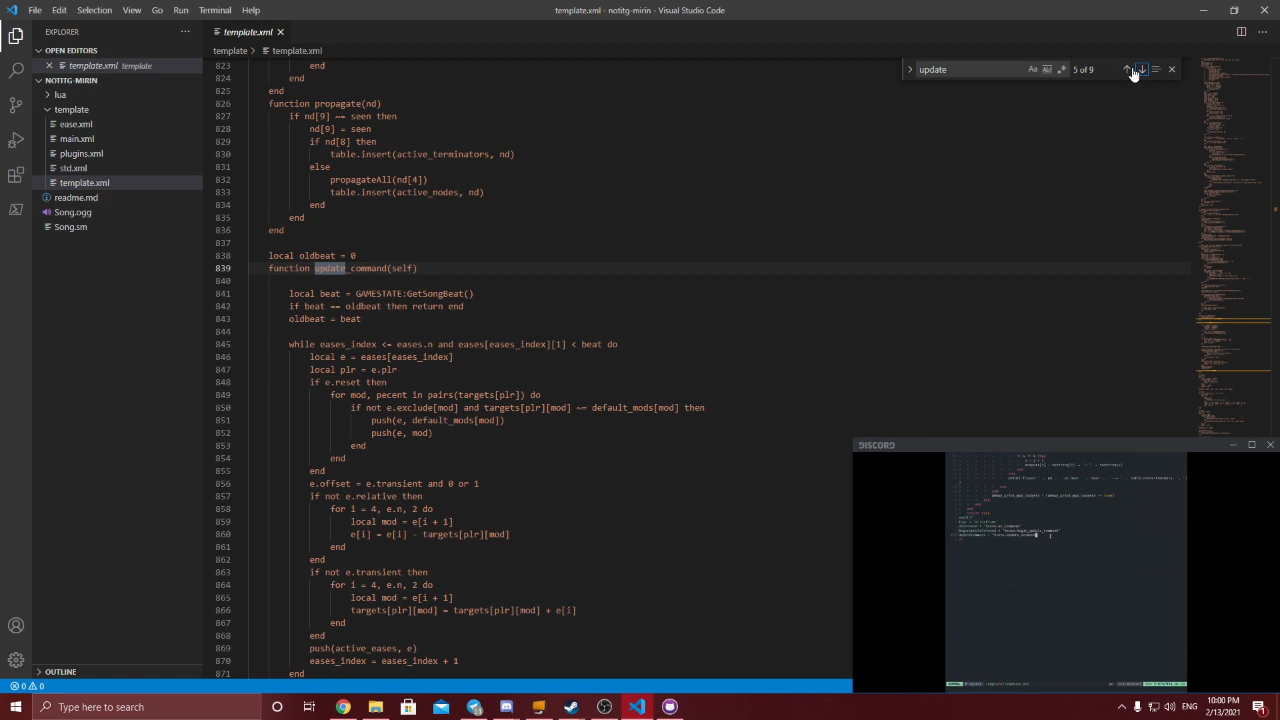 File Edit Selection View Go Run Terminal Help
template.xml - notitg-mirin - Visual Studio Code
EXPLORER
OPEN EDITORS
template.xml template
NOTITG-MIRIN
lua
template
ease.xml
main.xml
plugins.xml
std.xml
template.xml
readme.md
Song.ogg
Song.sm
OUTLINE
template.xml
template > template.xml
update
Aa
5 of 9
823 end
824 end
825 end
826 function propagate(nd)
827 if nd[9] ~= seen then
828 nd[9] = seen
829 if nd[8] then
830 table.insert(active_terminators, nd)
831 else
832 propagateAll(nd[4])
833 table.insert(active_nodes, nd)
834 end
835 end
836 end
837
838 local oldbeat = 0
839 function update_command(self)
840
841 local beat = GAMESTATE:GetSongBeat()
842 if beat == oldbeat then return end
843 oldbeat = beat
844
845 while eases_index <= eases.n and eases[eases_index][1] < beat do
846 local e = eases[eases_index]
847 local plr = e.plr
848 if e.reset then
849 for mod, pecent in pairs(targets[plr]) do
850 if not e.exclude[mod] and targets[plr][mod] ~= default_mods[mod] then
851 push(e, default_mods[mod])
852 push(e, mod)
853 end
854 end
855 end
856 e.offset = e.transient and 0 or 1
857 if not e.relative then
858 for i = 4, e.n, 2 do
859 local mod = e[i + 1]
860 e[i] = e[i] - targets[plr][mod]
861 end
862 end
863 if not e.transient then
864 for i = 4, e.n, 2 do
865 local mod = e[i + 1]
866 targets[plr][mod] = targets[plr][mod] + e[i]
867 end
868 end
869 push(active_eases, e)
870 eases_index = eases_index + 1
871 end
DISCORD
0 0
Type here to search
ENG
10:00 PM
2/13/2021